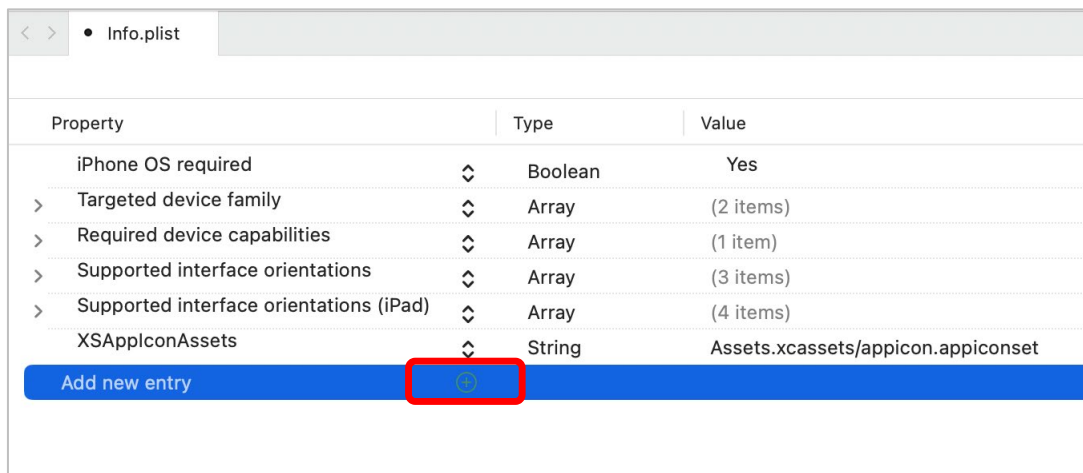 Info.plist
Property Type Value
iPhone OS required Boolean Yes
Targeted device family Array (2 items)
Required device capabilities Array (1 item)
Supported interface orientations Array (3 items)
Supported interface orientations (iPad) Array (4 items)
XSAppIconAssets String Assets.xcassets/appicon.appiconset
Add new entry